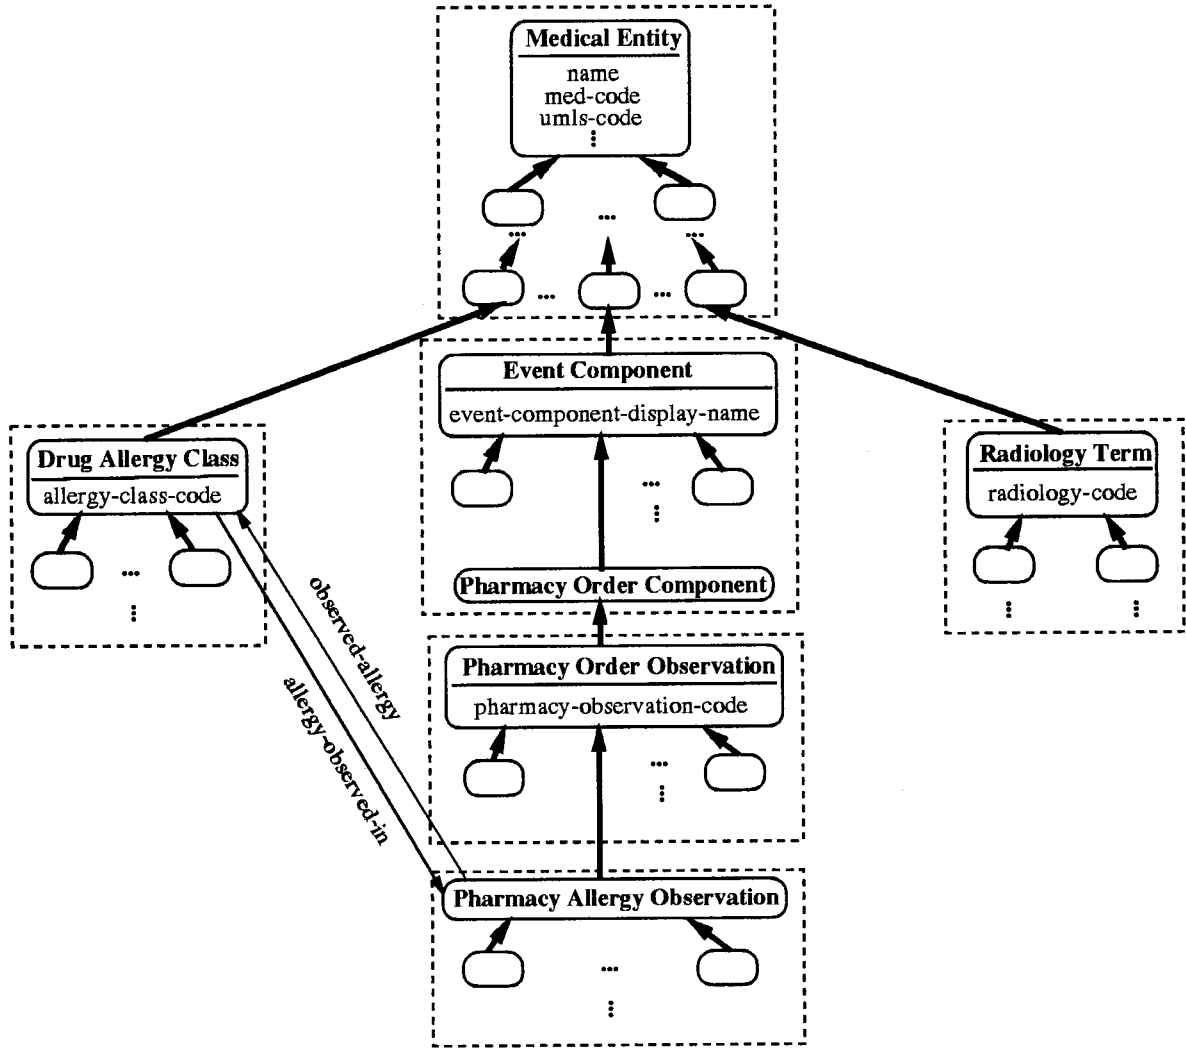 Medical Entity
name
med-code
umls-code
Event Component
event-component-display-name
Drug Allergy Class
allergy-class-code
Radiology Term
radiology-code
Pharmacy Order Component
observed-allergy
allergy-observed-in
Pharmacy Order Observation
pharmacy-observation-code
Pharmacy Allergy Observation